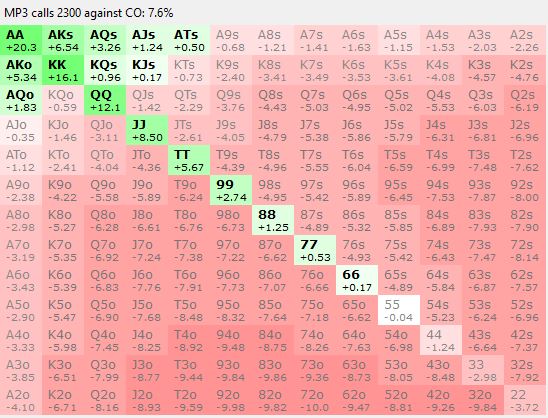 MP3 calls 2300 against CO: 7.6%
AA AKs AQs AJs ATs A9s A8s A7s A6s A5s A4s A3s A2s
+20.3 +6.54 +3.26 +1.24 +0.50 -0.68 -1.21 -1.41 -1.63 -1.15 -1.53 -2.03 -2.26
AKo KK KQs KJs KTs K9s K8s K7s K6s K5s K4s K3s K2s
+5.34 +16.1 +0.96 +0.17 -0.73 -2.40 -3.41 -3.49 -3.53 -3.61 -4.08 -4.57 -4.76
AQo KQo QQ QJs QTs Q9s Q8s Q7s Q6s Q5s Q4s Q3s Q2s
+1.83 -0.59 +12.1 -1.42 -2.29 -3.76 -4.43 -5.03 -4.95 -5.02 -5.53 -6.03 -6.19
AJo KJo QJo JJ JTs J9s J8s J7s J6s J5s J4s J3s J2s
-0.35 -1.46 -3.11 +8.50 -2.61 -4.05 -4.79 -5.38 -5.86 -5.74 -6.31 -6.81 -6.96
ATo KTo QTo JTo TT T9s T8s T7s T6s T5s T4s T3s T2s
-1.12 -2.41 -4.04 -4.36 +5.67 -4.39 -4.96 -5.55 -6.04 -6.59 -6.99 -7.48 -7.62
A9o K9o Q9o J9o T9o 99 98s 97s 96s 95s 94s 93s 92s
-2.38 -4.22 -5.58 -5.89 -6.24 +2.74 -4.95 -5.42 -5.89 -6.45 -7.53 -7.87 -8.00
A8o K8o Q8o J8o T8o 98o 88 87s 86s 85s 84s 83s 82s
-2.98 -5.27 -6.28 -6.61 -6.76 -6.73 +1.25 -4.89 -5.32 -5.85 -6.89 -7.93 -7.90
A7o K7o Q7o J7o T7o 97o 87o 77 76s 75s 74s 73s 72s
-3.19 -5.35 -6.92 -7.24 -7.38 -7.22 -6.62 +0.53 -4.93 -5.42 -6.43 -7.47 -8.14
A6o K6o Q6o J6o T6o 96o 86o 76o 66 65s 64s 63s 62s
-3.43 -5.39 -6.83 -7.76 -7.91 -7.73 -7.07 -6.66 +0.17 -4.89 -5.84 -6.87 -7.57
A5o K5o Q5o J5o T5o 95o 85o 75o 65o 55 54s 53s 52s
-2.90 -5.47 -6.90 -7.68 -8.48 -8.32 -7.64 -7.18 -6.62 -0.04 -5.23 -6.24 -6.96
A4o K4o Q4o J4o T4o 94o 84o 74o 64o 54o 44 43s 42s
-3.33 -5.98 -7.45 -8.25 -8.92 -9.48 -8.75 -8.26 -7.63 -6.98 -1.24 -6.64 -7.37
A3o K3o Q3o J3o T3o 93o 83o 73o 63o 53o 43o 33 32s
-3.85 -6.51 -7.99 -8.77 -9.44 -9.84 -9.86 -9.36 -8.73 -8.05 -8.48 -2.98 -7.92
A2o K2o Q2o J2o T2o 92o 82o 72o 62o 52o 42o 32o 22
-4.10 -6.71 -8.16 -8.93 -9.59 -9.98 -9.82 -10.0 -9.47 -8.81 -9.26 -9.84 -3.72